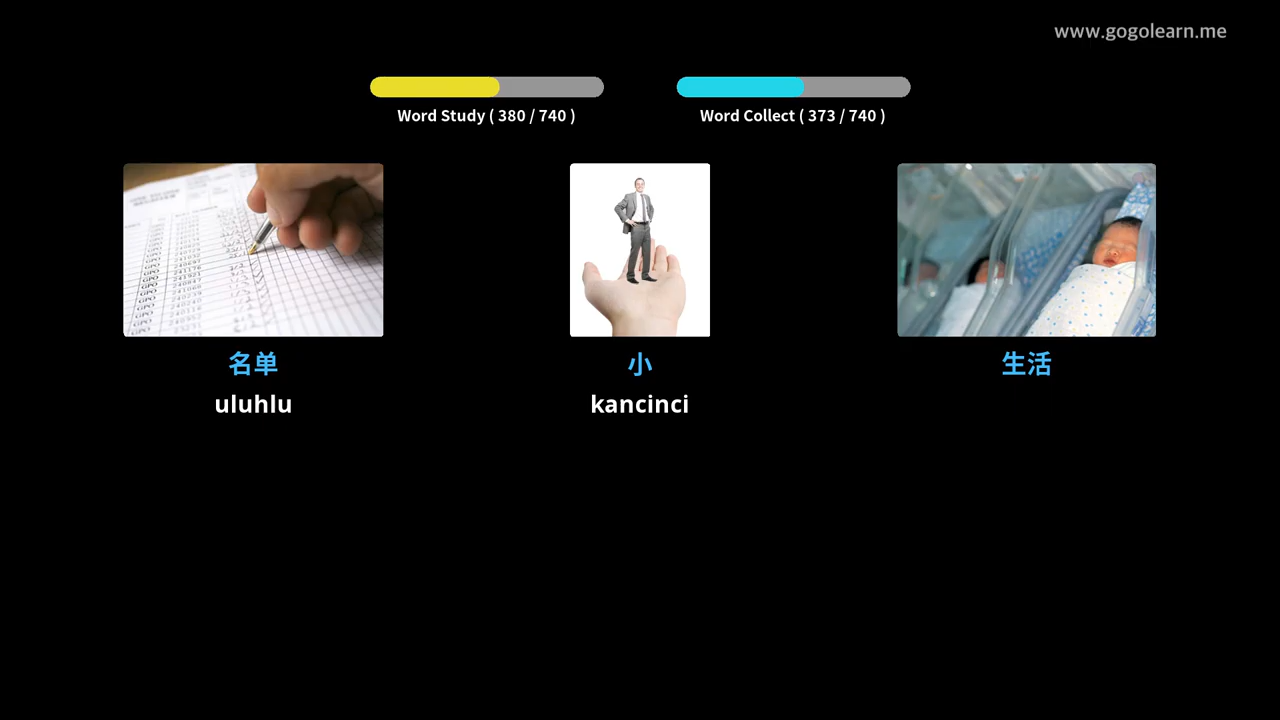 www.gogolearn.me
Word Study ( 380 / 740 )
Word Collect ( 373 / 740 )
名单
小
生活
uluhlu
kancinci